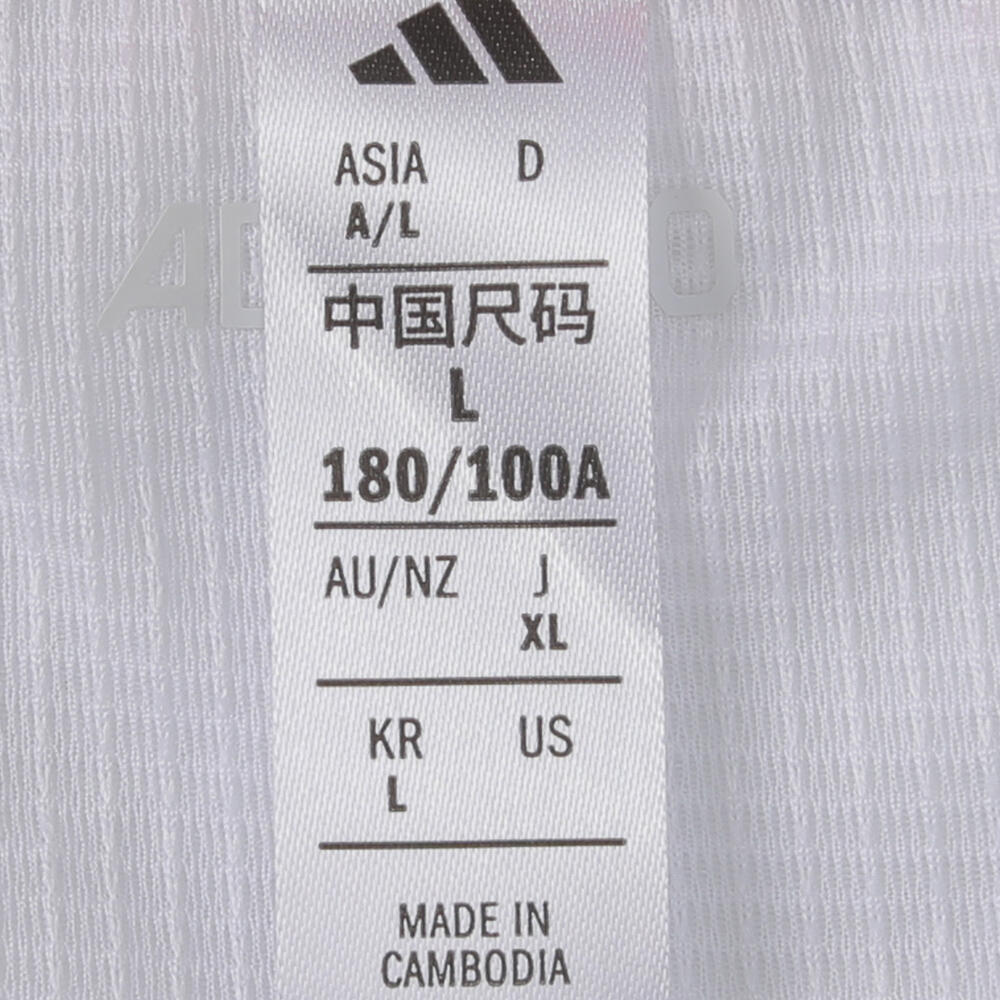 ASIA D
A/L
中国尺码
L
180/100A
AU/NZ J
XL
KR US
L
MADE IN
CAMBODIA